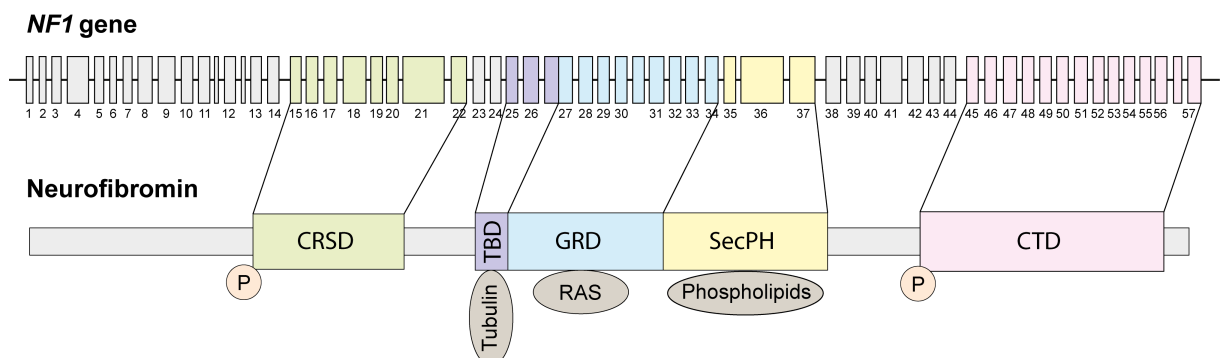 NF1 gene
1 2 3 4 5 6 7 8 9 10 11 12 13 14 15 16 17 18 19 20 21 22 23 24 25 26 27 28 29 30 31 32 33 34 35 36 37 38 39 40 41 42 43 44 45 46 47 48 49 50 51 52 53 54 55 56 57
Neurofibromin
CRSD TBD GRD SecPH CTD
P Tubulin RAS Phospholipids P